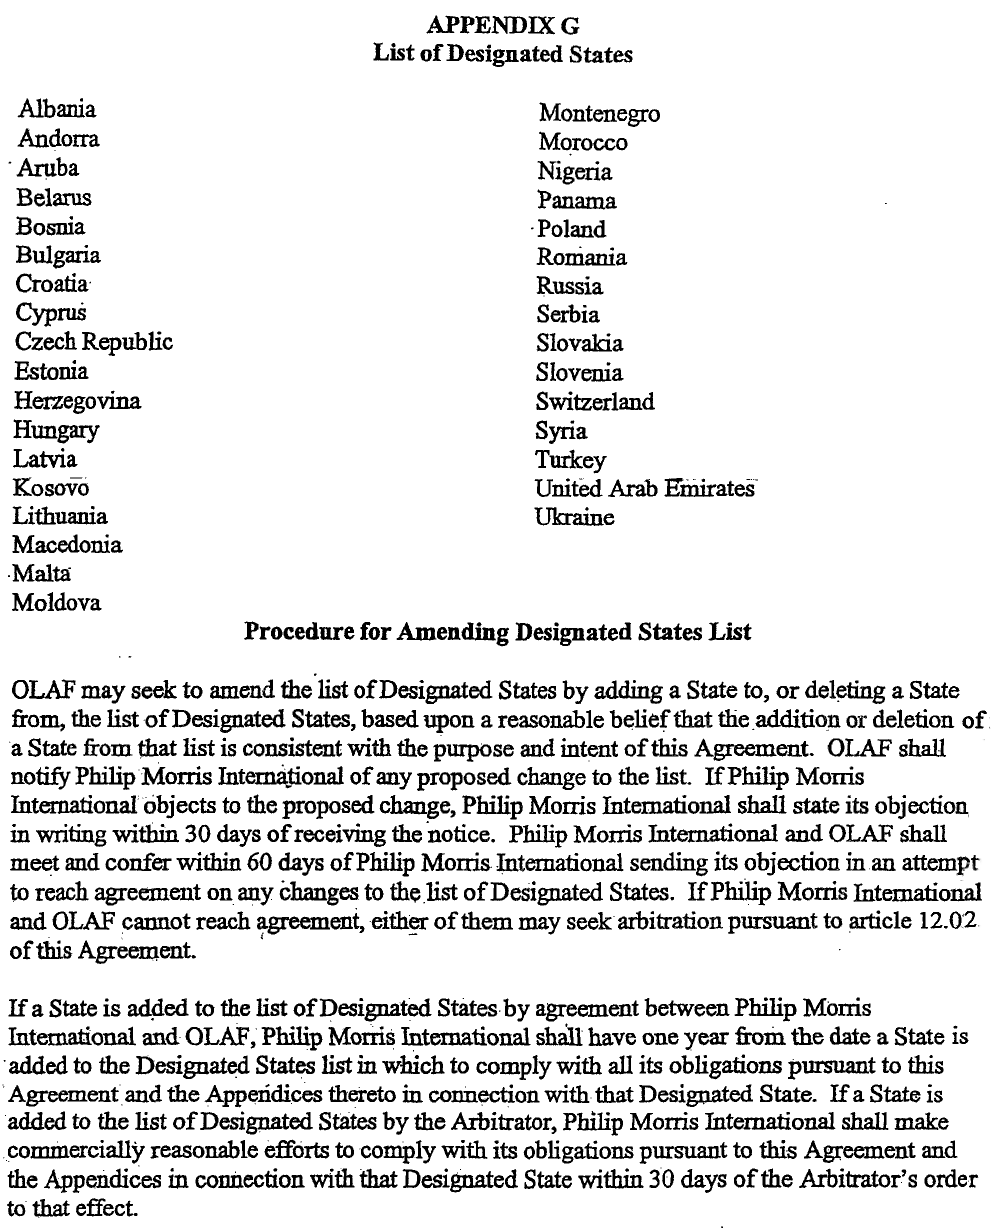 APPENDIX G
List of Designated States
Albania
Andorra
Aruba
Belarus
Bosnia
Bulgaria
Croatia
Cyprus
Czech Republic
Estonia
Herzegovina
Hungary
Latvia
Kosovo
Lithuania
Macedonia
Malta
Moldova
Montenegro
Morocco
Nigeria
Panama
Poland
Romania
Russia
Serbia
Slovakia
Slovenia
Switzerland
Syria
Turkey
United Arab Emirates
Ukraine
Procedure for Amending Designated States List
OLAF may seek to amend the list of Designated States by adding a State to, or deleting a State
from, the list of Designated States, based upon a reasonable belief that the addition or deletion of
a State from that list is consistent with the purpose and intent of this Agreement. OLAF shall
notify Philip Morris International of any proposed change to the list. If Philip Morris
International objects to the proposed change, Philip Morris International shall state its objection
in writing within 30 days of receiving the notice. Philip Morris International and OLAF shall
meet and confer within 60 days of Philip Morris International sending its objection in an attempt
to reach agreement on any changes to the list of Designated States. If Philip Morris International
and OLAF cannot reach agreement, either of them may seek arbitration pursuant to article 12.02
of this Agreement.
If a State is added to the list of Designated States by agreement between Philip Morris
International and OLAF, Philip Morris International shall have one year from the date a State is
added to the Designated States list in which to comply with all its obligations pursuant to this
Agreement and the Appendices thereto in connection with that Designated State. If a State is
added to the list of Designated States by the Arbitrator, Philip Morris International shall make
commercially reasonable efforts to comply with its obligations pursuant to this Agreement and
the Appendices in connection with that Designated State within 30 days of the Arbitrator's order
to that effect.